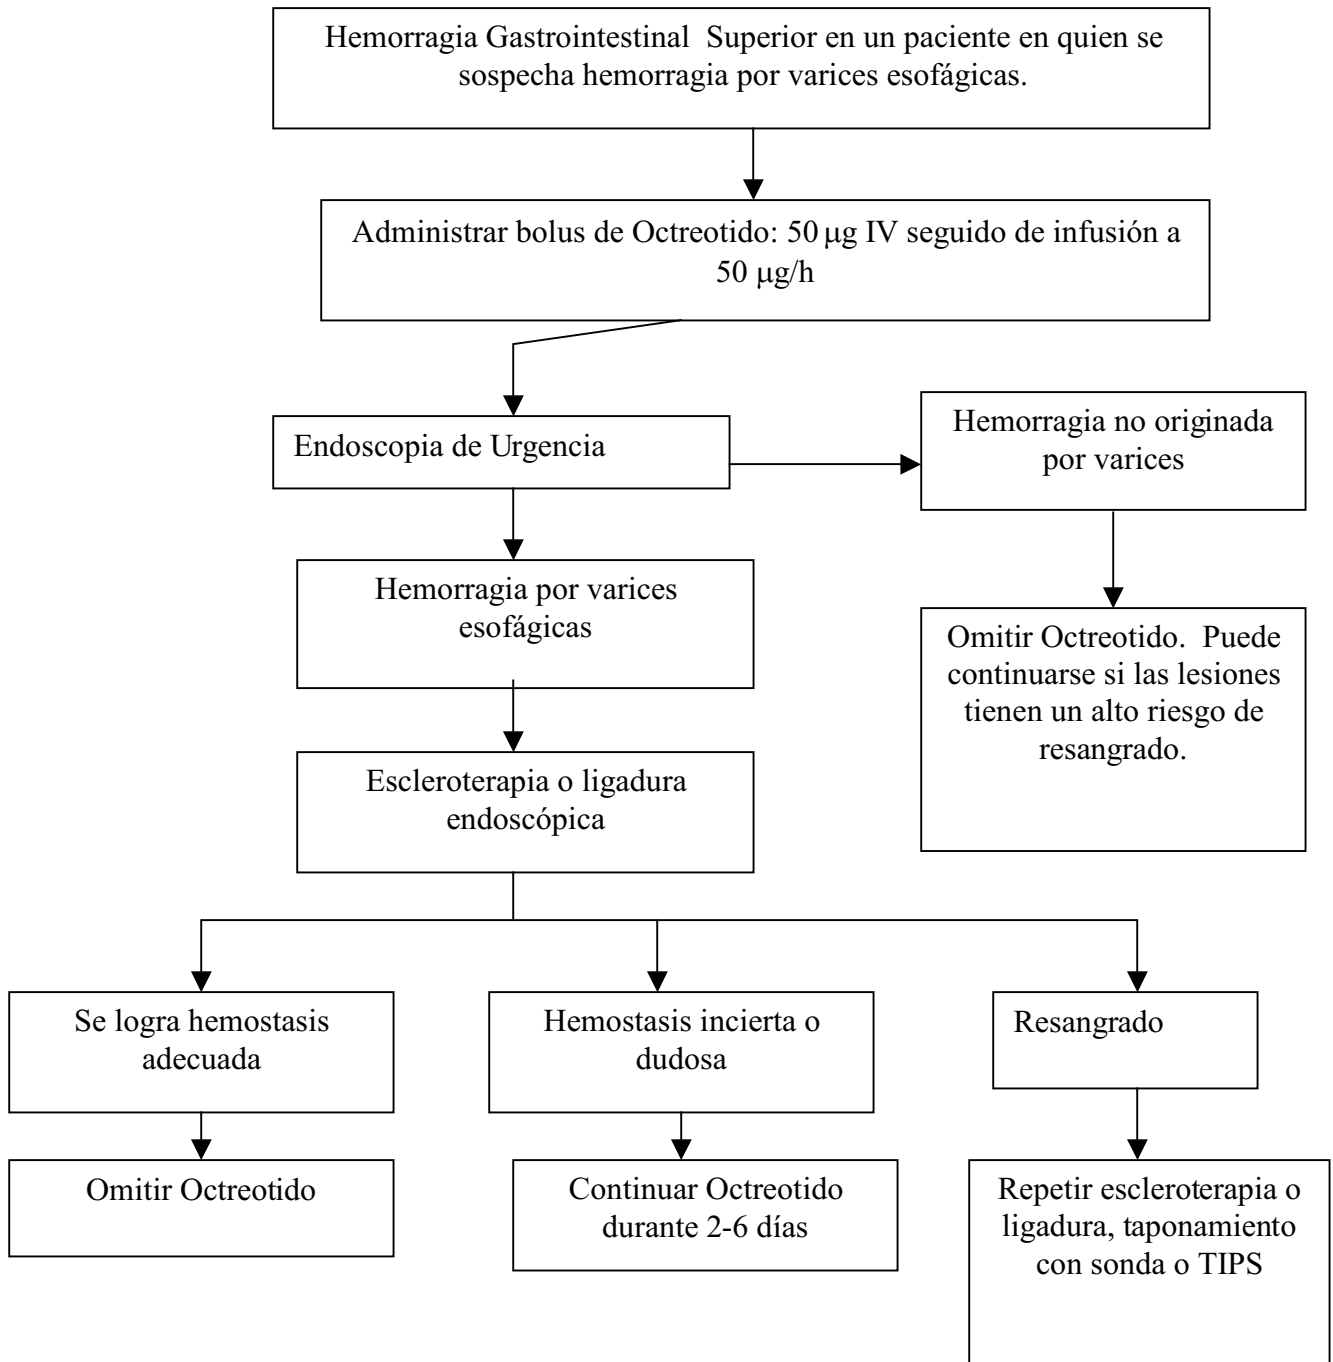 Hemorragia Gastrointestinal Superior en un paciente en quien se
sospecha hemorragia por varices esofágicas.
Administrar bolus de Octreotido: 50 µg IV seguido de infusión a
50 µg/h
Endoscopia de Urgencia
Hemorragia no originada
por varices
Hemorragia por varices
esofágicas
Omitir Octreotido. Puede
continuarse si las lesiones
tienen un alto riesgo de
resangrado.
Escleroterapia o ligadura
endoscópica
Se logra hemostasis
adecuada
Hemostasis incierta o
dudosa
Resangrado
Omitir Octreotido
Continuar Octreotido
durante 2-6 días
Repetir escleroterapia o
ligadura, taponamiento
con sonda o TIPS